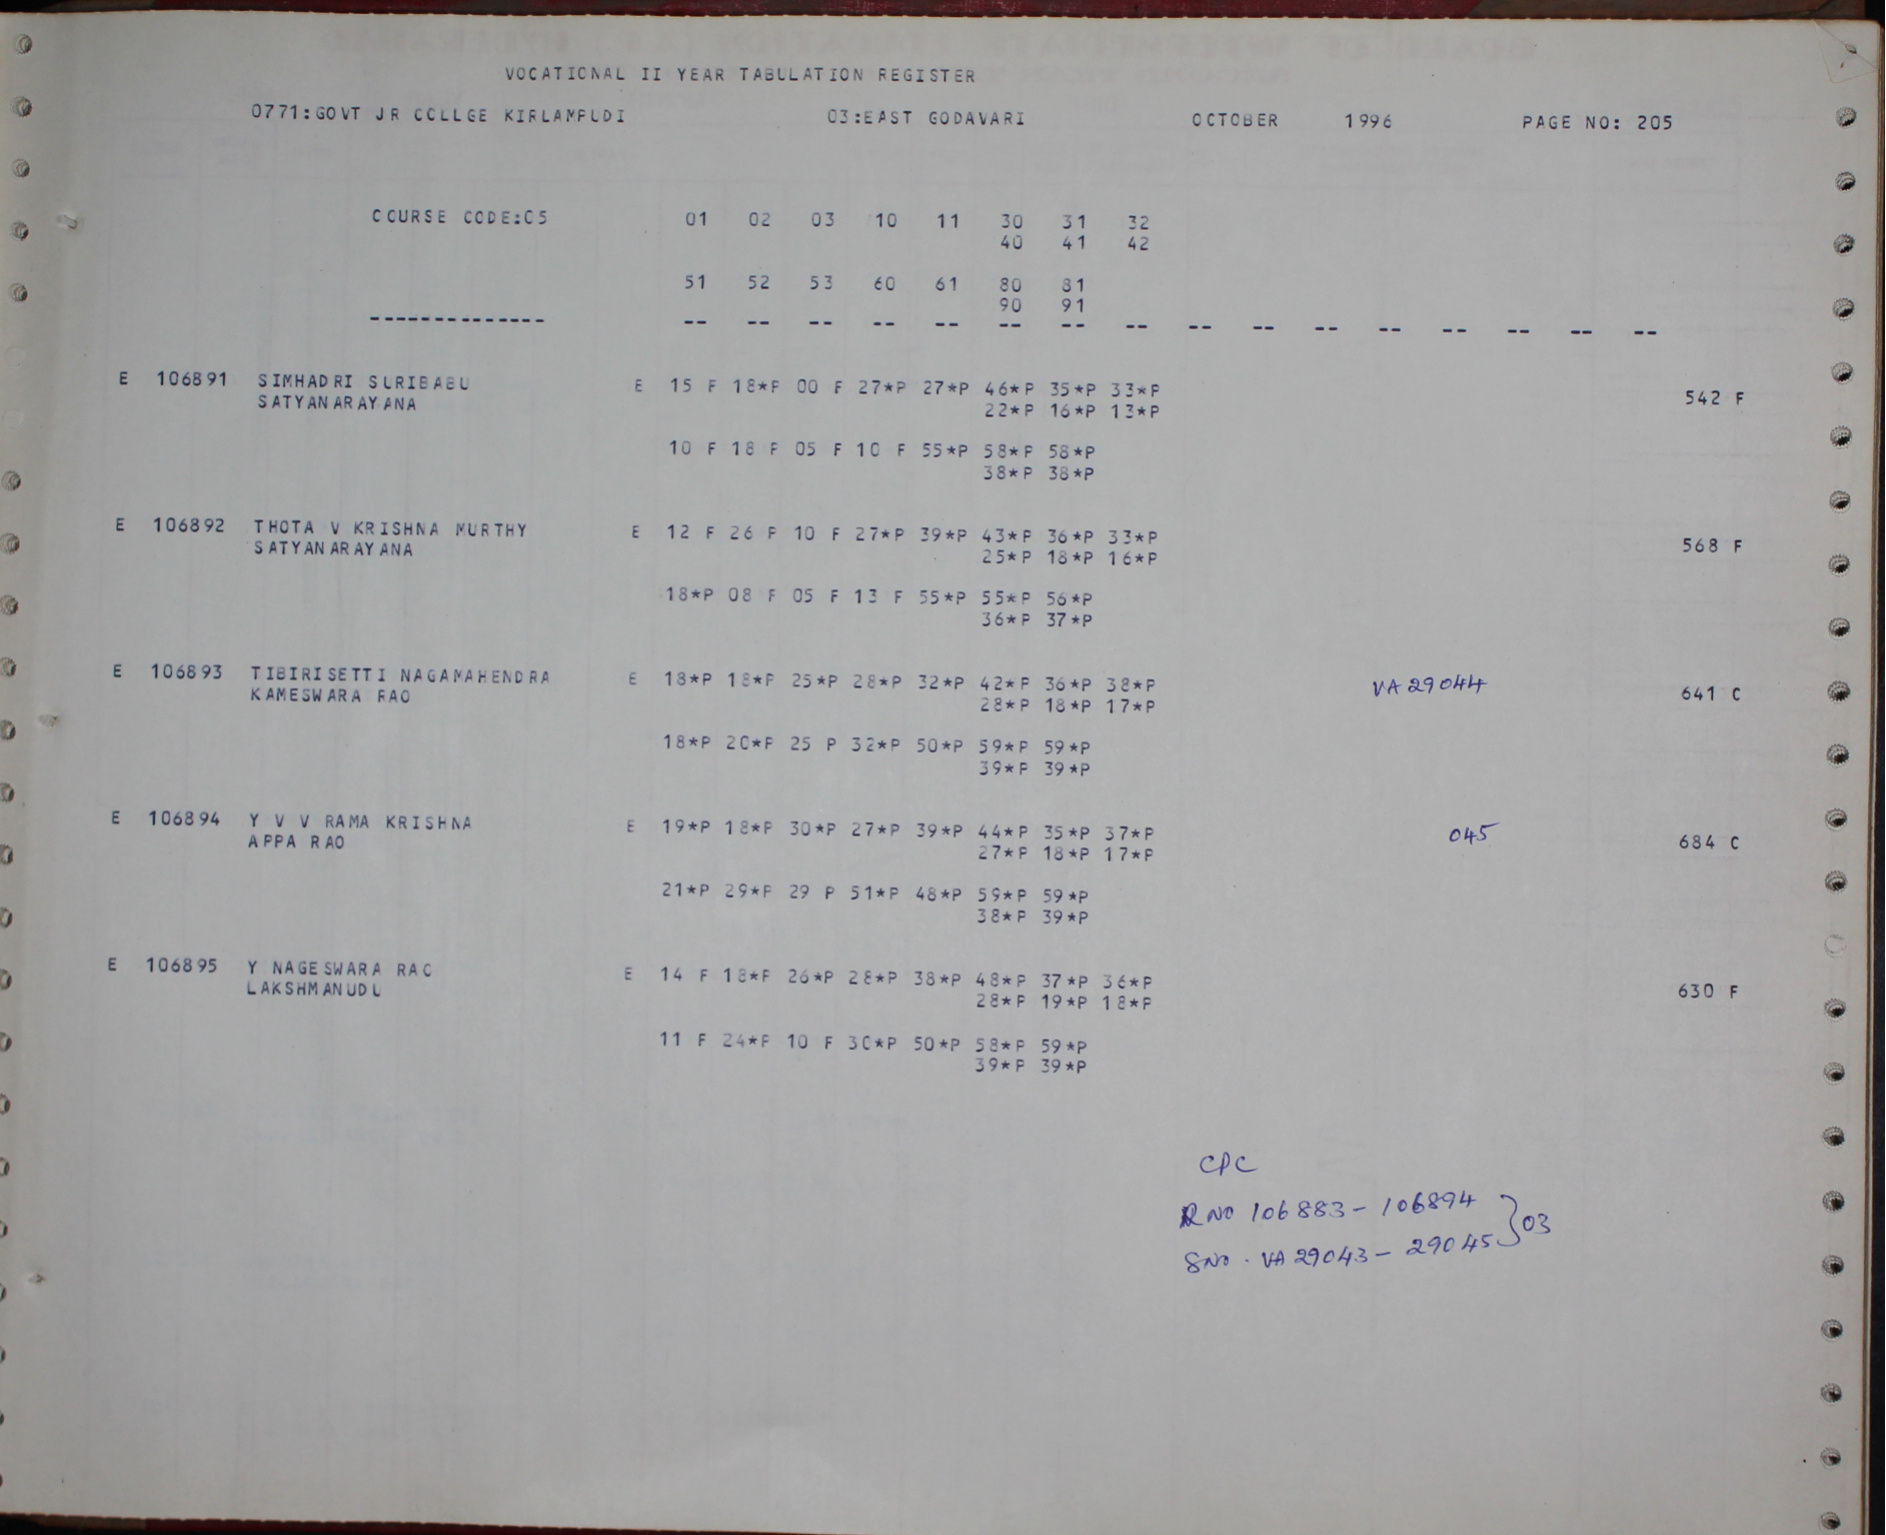 VOCATIONAL II YEAR TABULATION REGISTER
0771:GOVT JR COLLGE KIRLAMPUDI 03:EAST GODAVARI OCTOBER 1996 PAGE NO: 205
COURSE CODE:C5 01 02 03 10 11 30 31 32
40 41 42
51 52 53 60 61 80 81
90 91
-------------- -- -- -- -- -- -- -- -- -- -- -- -- -- -- -- --
E 106891 SIMHADRI SURIBABU E 15 F 18*P 00 F 27*P 27*P 46*P 35*P 33*P 542 F
SATYANARAYANA 22*P 16*P 13*P
10 F 18 F 05 F 10 F 55*P 58*P 58*P
38*P 38*P
E 106892 THOTA V KRISHNA MURTHY E 12 F 26 P 10 F 27*P 39*P 43*P 36*P 33*P 568 F
SATYANARAYANA 25*P 18*P 16*P
18*P 08 F 05 F 13 F 55*P 55*P 56*P
36*P 37*P
E 106893 TIBIRISETTI NAGAMAHENDRA E 18*P 18*P 25*P 28*P 32*P 42*P 36*P 38*P VA 29044 641 C
KAMESWARA RAO 28*P 18*P 17*P
18*P 20*P 25 P 32*P 50*P 59*P 59*P
39*P 39*P
E 106894 Y V V RAMA KRISHNA E 19*P 18*P 30*P 27*P 39*P 44*P 35*P 37*P 045 684 C
APPA RAO 27*P 18*P 17*P
21*P 29*P 29 P 51*P 48*P 59*P 59*P
38*P 39*P
E 106895 Y NAGESWARA RAO E 14 F 18*P 26*P 28*P 38*P 48*P 37*P 36*P 630 F
LAKSHMANUDU 28*P 19*P 18*P
11 F 24*P 10 F 30*P 50*P 58*P 59*P
39*P 39*P
CPC
RNO 106883 - 106894
SNO . VA 29043 - 29045 } 03